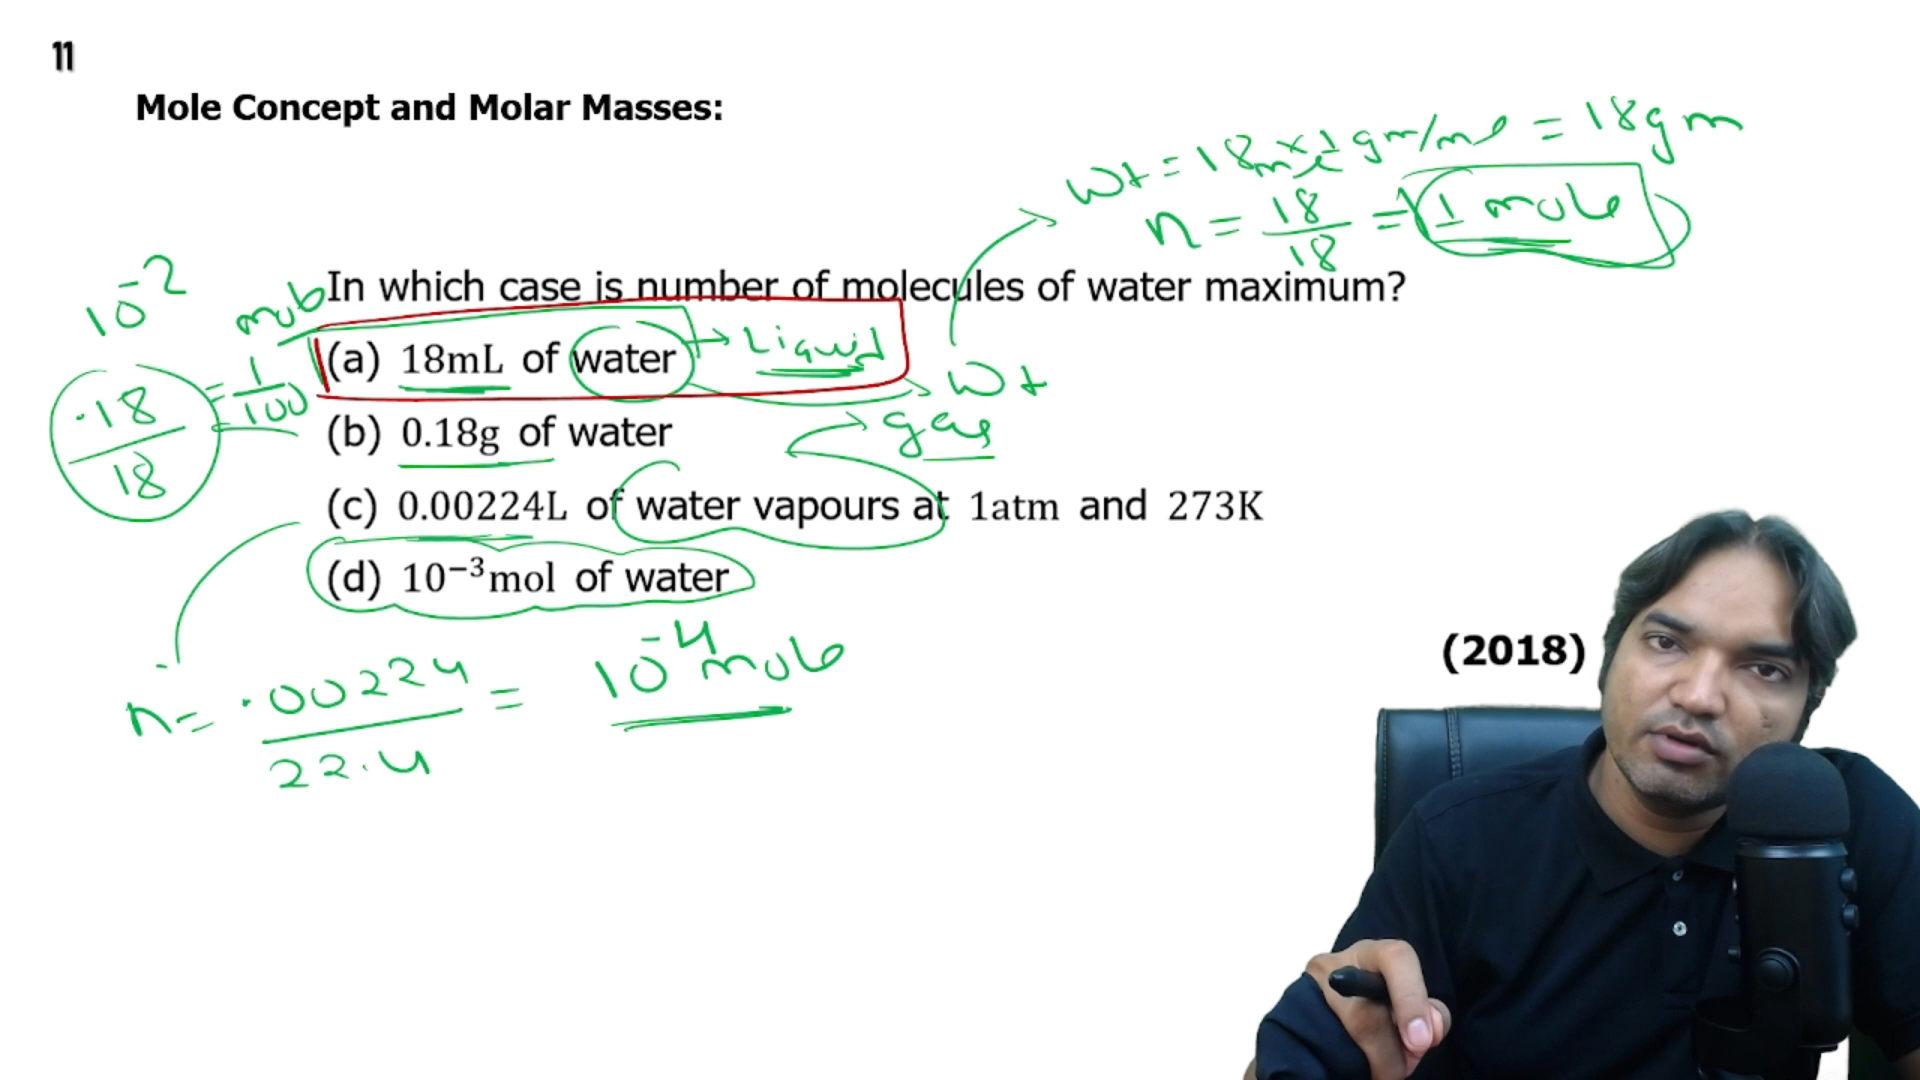 11
Mole Concept and Molar Masses:
Wt = 18ml × 1 gm/ml = 18gm
n = 18/18 = 1 mole
In which case is number of molecules of water maximum?
10⁻² mole
(a) 18mL of water → Liquid
Wt
·18/18 = 1/100
(b) 0.18g of water
gas
(c) 0.00224L of water vapours at 1atm and 273K
(d) 10⁻³mol of water
(2018)
n = ·00224/22.4 = 10⁻⁴ mole